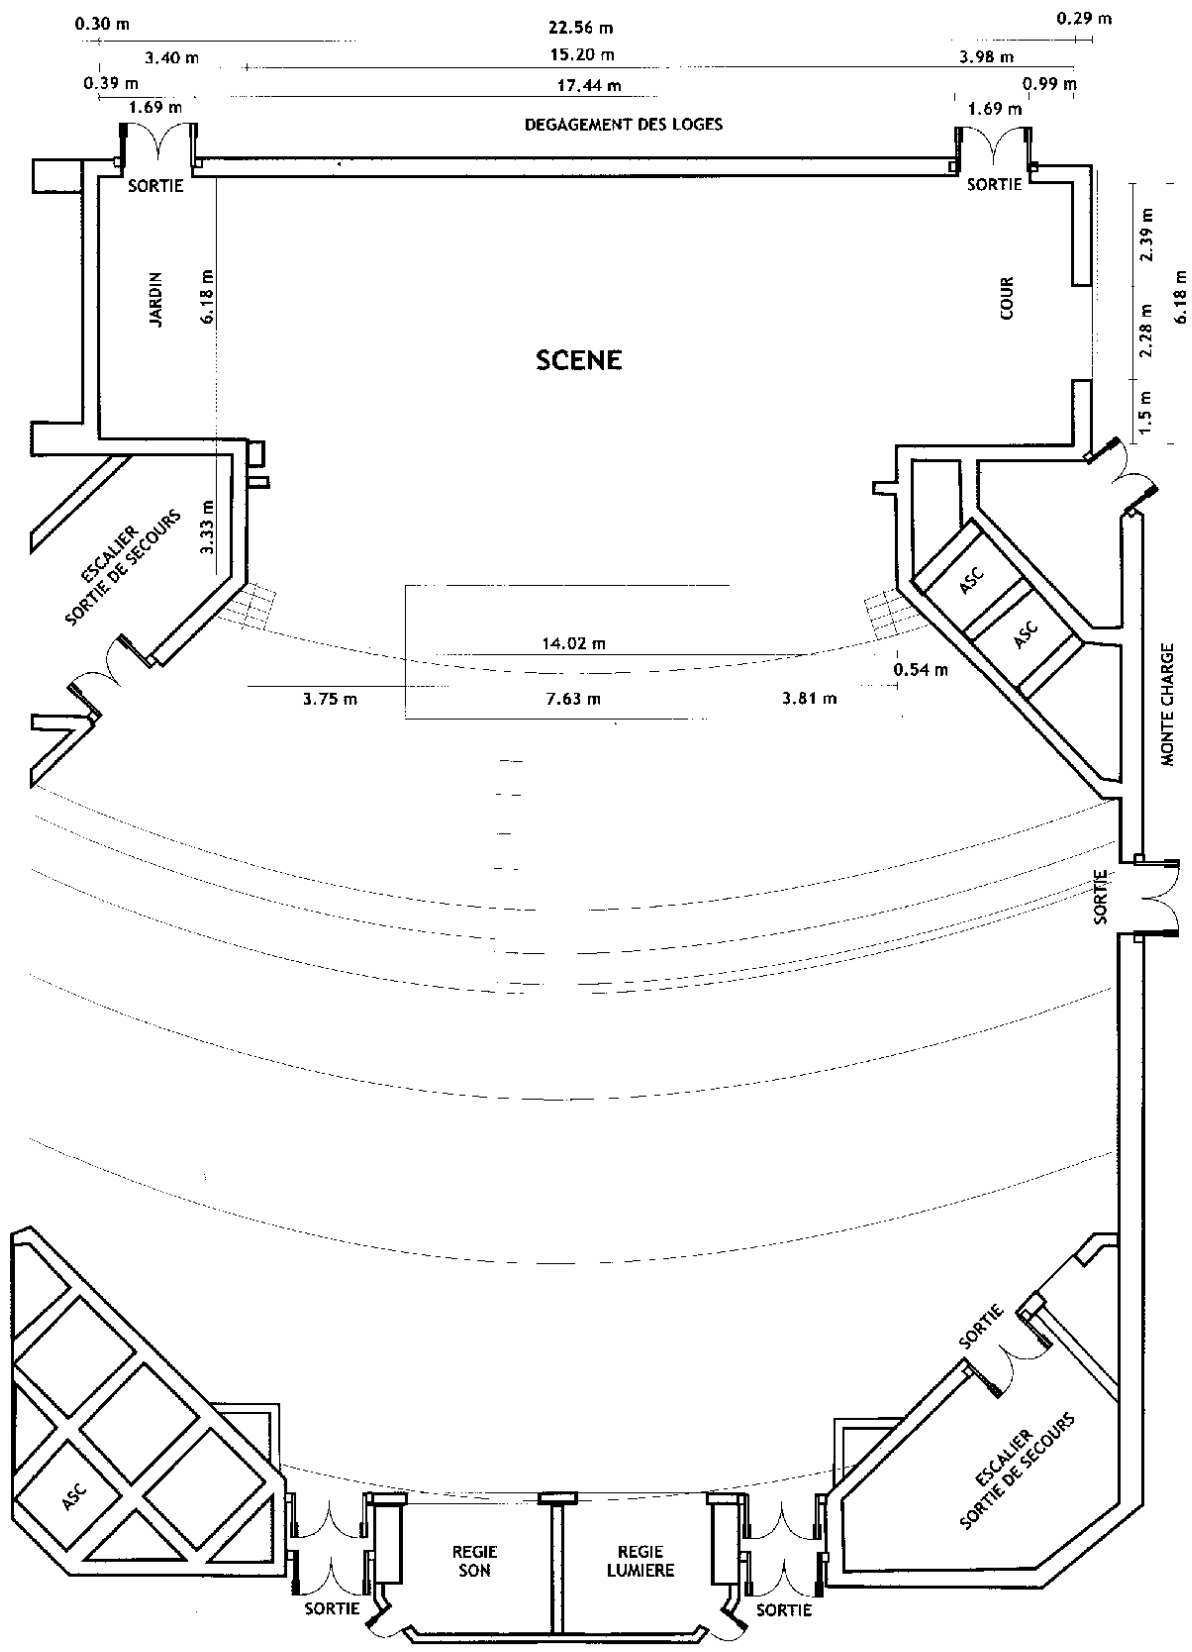 0.30 m
22.56 m
0.29 m
3.40 m
15.20 m
3.98 m
0.39 m
17.44 m
0.99 m
1.69 m
1.69 m
DEGAGEMENT DES LOGES
SORTIE
SORTIE
JARDIN
6.18 m
COUR
2.39 m
2.28 m
6.18 m
1.5 m
SCENE
3.33 m
ESCALIER
SORTIE DE SECOURS
ASC
ASC
14.02 m
0.54 m
3.75 m
7.63 m
3.81 m
MONTE CHARGE
SORTIE
SORTIE
ESCALIER
SORTIE DE SECOURS
ASC
REGIE
SON
REGIE
LUMIERE
SORTIE
SORTIE